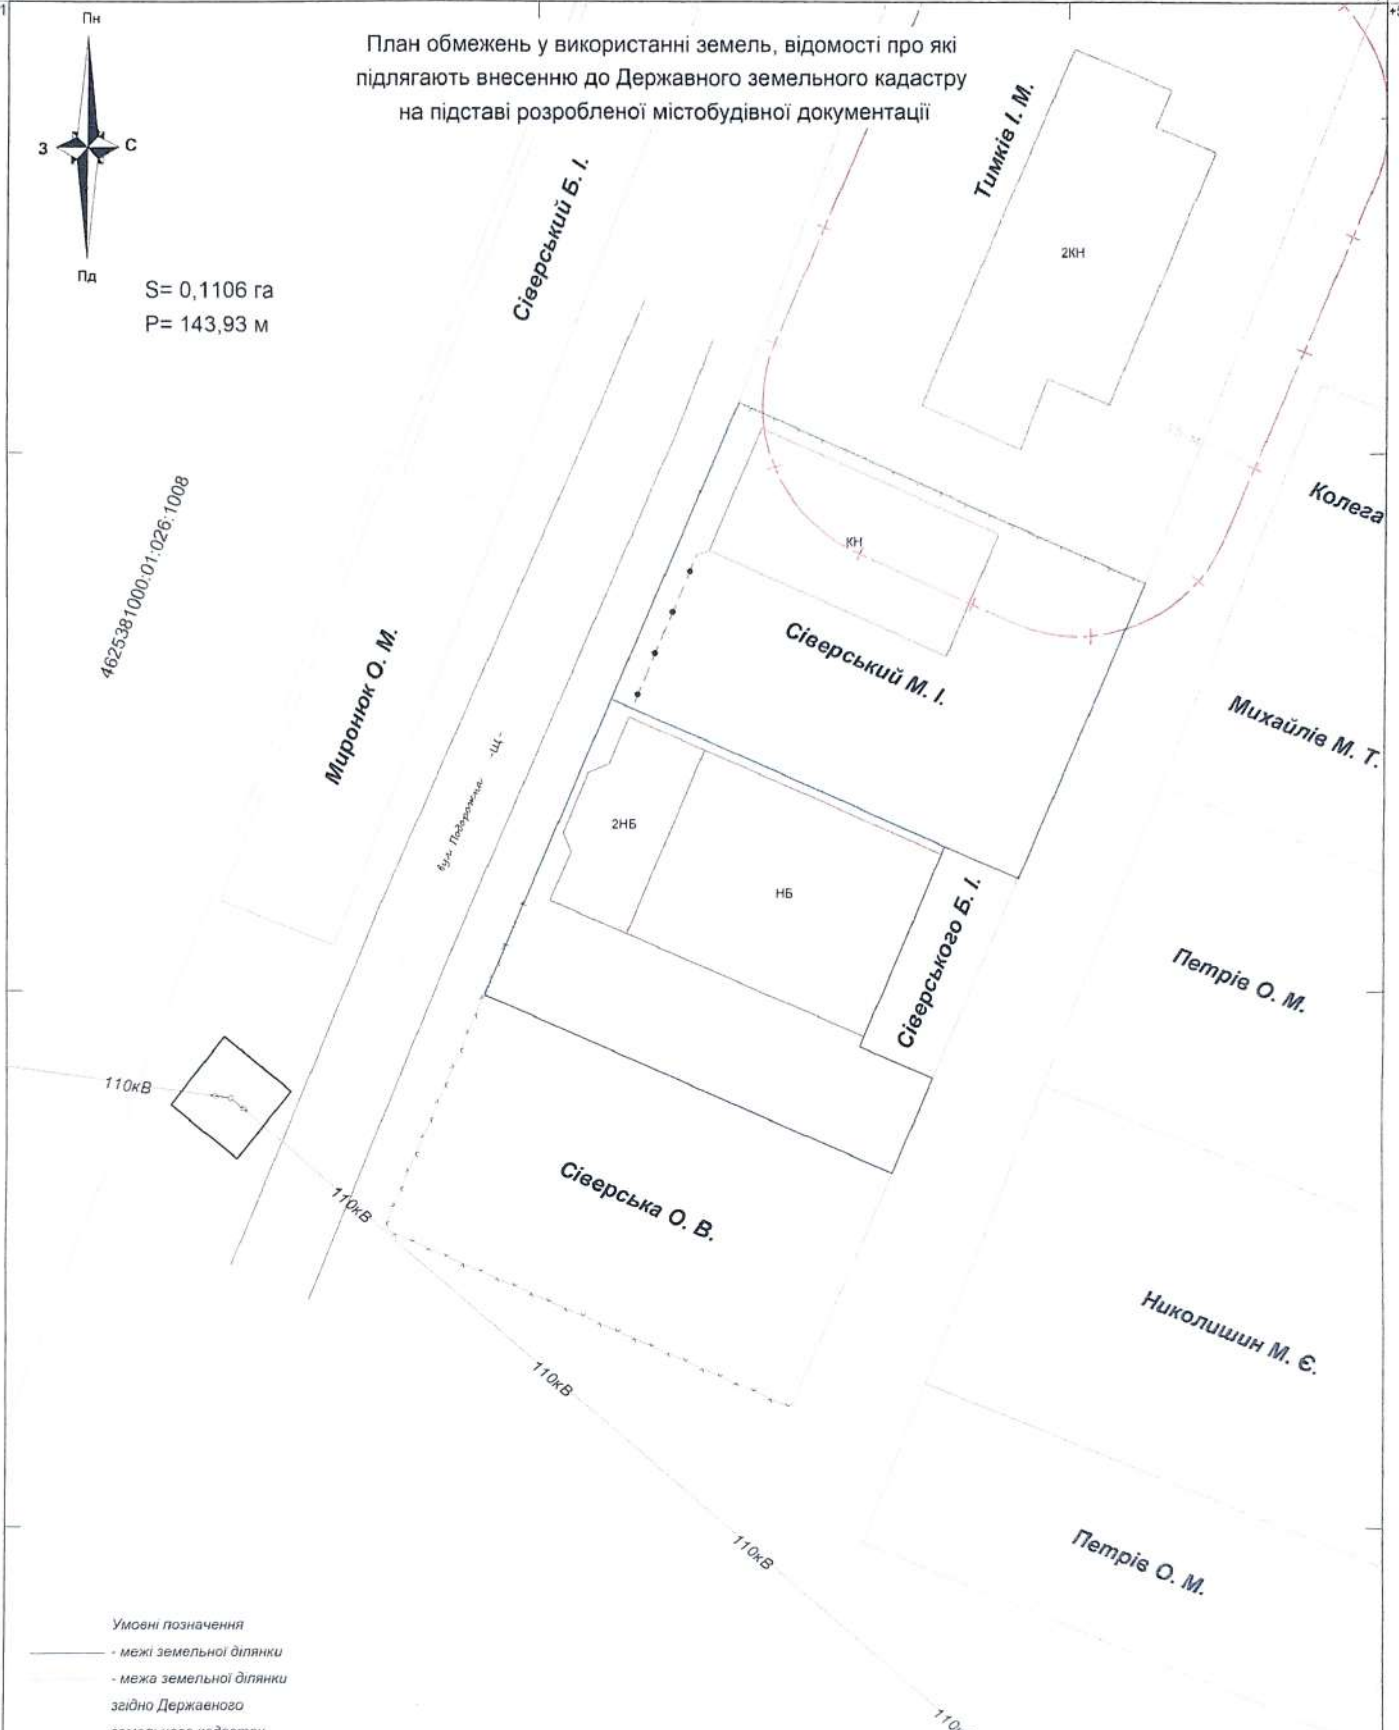 Пн
План обмежень у використанні земель, відомості про які
підлягають внесенню до Державного земельного кадастру
на підставі розробленої містобудівної документації
З
С
Пд
S= 0,1106 га
P= 143,93 м
Сіверський Б. І.
Тимків І. М.
2КН
15 м
Колега
4625381000:01:026:1008
КН
Сіверський М. І.
Миронюк О. М.
Михайлів М. Т.
-Щ-
вул. Подорожна
2НБ
НБ
Сіверського Б. І.
Петрів О. М.
110кВ
110кВ
Сіверська О. В.
Николишин М. Є.
110кВ
110кВ
Петрів О. М.
Умовні позначення
- межі земельної ділянки
- межа земельної ділянки
згідно Державного